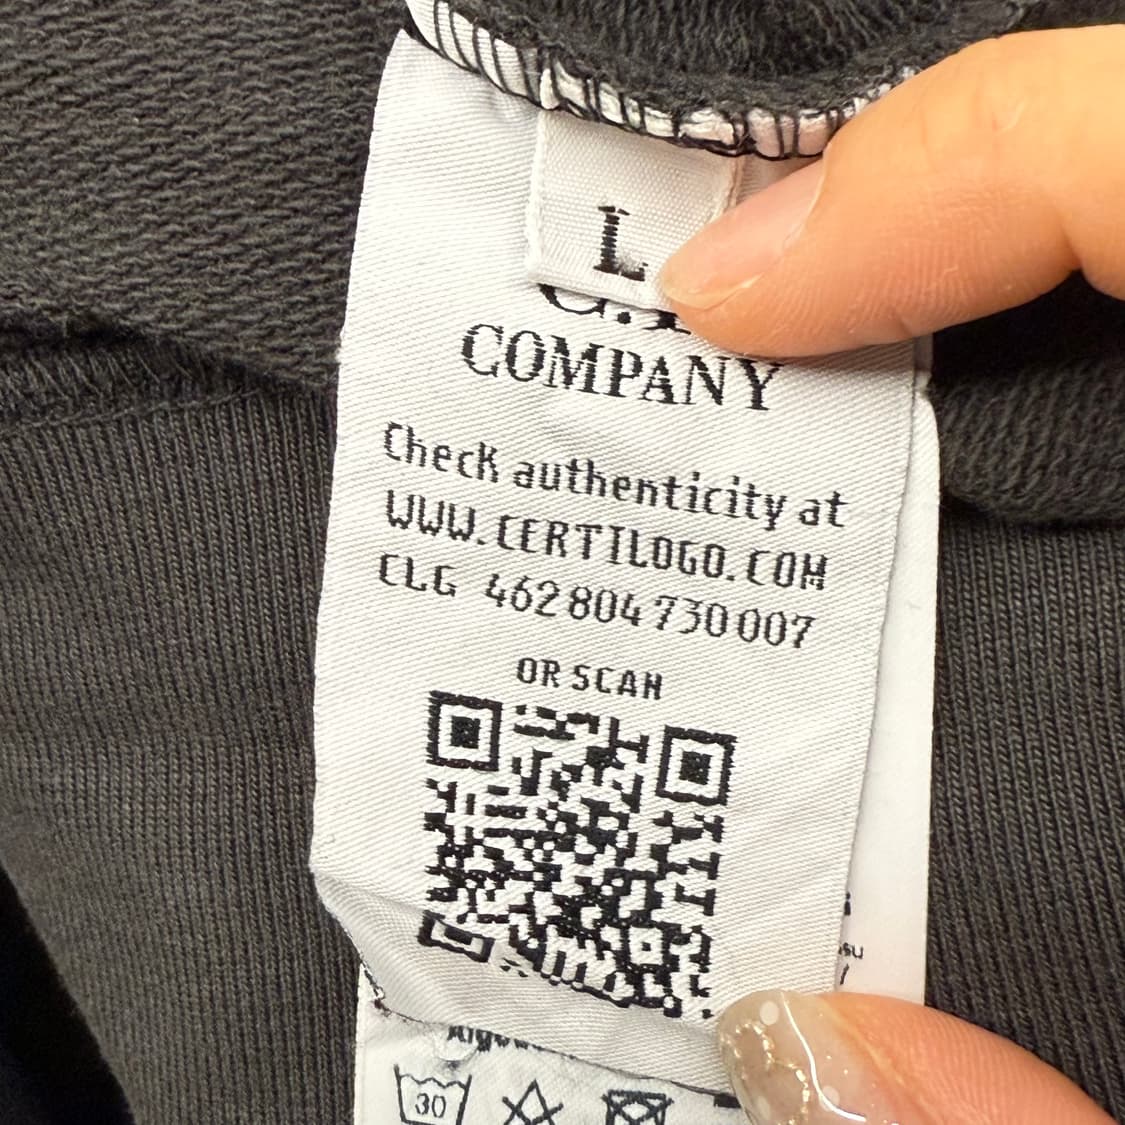 L
COMPANY
Check authenticity at
WWW.CERTILOGO.COM
CLG 462 804 730 007
OR SCAN
30